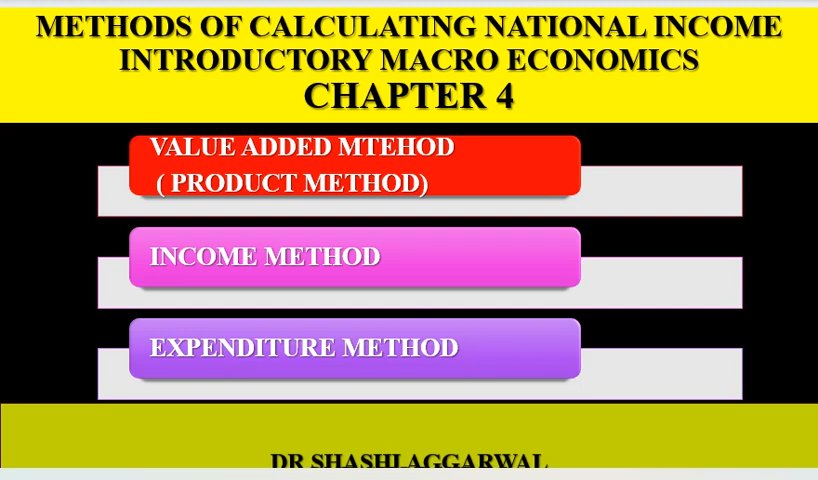 METHODS OF CALCULATING NATIONAL INCOME
INTRODUCTORY MACRO ECONOMICS
CHAPTER 4
VALUE ADDED MTEHOD
( PRODUCT METHOD)
INCOME METHOD
EXPENDITURE METHOD
DR SHASHI AGGARWAL